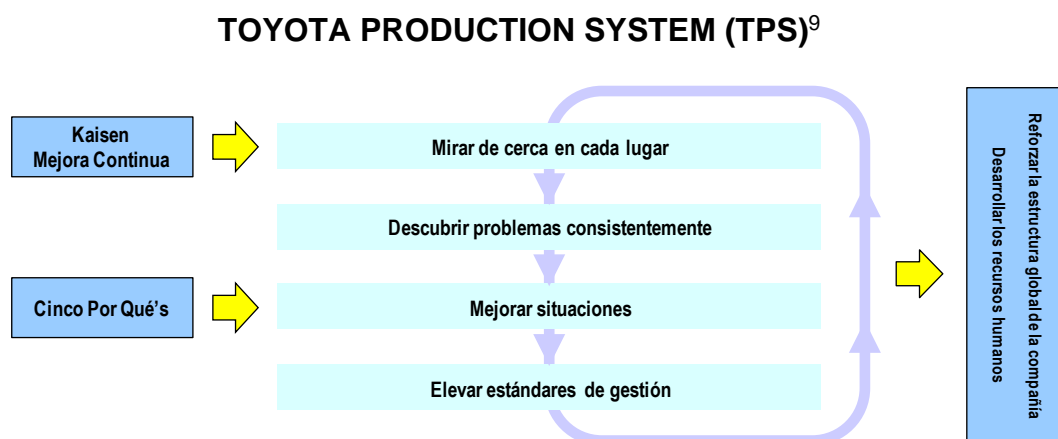 TOYOTA PRODUCTION SYSTEM (TPS)9
Kaisen
Mejora Continua
Mirar de cerca en cada lugar
Descubrir problemas consistentemente
Cinco Por Qué's
Mejorar situaciones
Elevar estándares de gestión
Reforzar la estructura global de la compañía
Desarrollar los recursos humanos